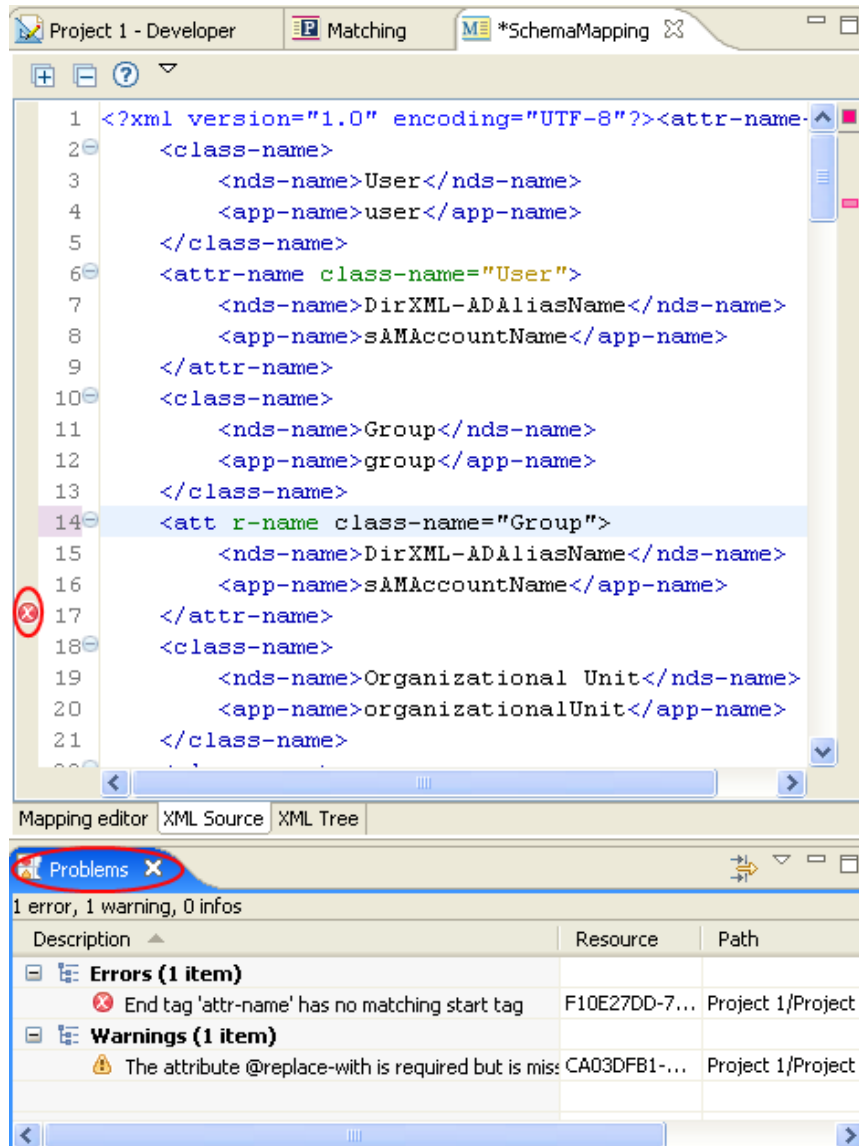 Project 1 - Developer Matching *SchemaMapping
1 <?xml version="1.0" encoding="UTF-8"?><attr-name-
2 <class-name>
3 <nds-name>User</nds-name>
4 <app-name>user</app-name>
5 </class-name>
6 <attr-name class-name="User">
7 <nds-name>DirXML-ADAliasName</nds-name>
8 <app-name>sAMAccountName</app-name>
9 </attr-name>
10 <class-name>
11 <nds-name>Group</nds-name>
12 <app-name>group</app-name>
13 </class-name>
14 <att r-name class-name="Group">
15 <nds-name>DirXML-ADAliasName</nds-name>
16 <app-name>sAMAccountName</app-name>
17 </attr-name>
18 <class-name>
19 <nds-name>Organizational Unit</nds-name>
20 <app-name>organizationalUnit</app-name>
21 </class-name>
Mapping editor XML Source XML Tree
Problems
1 error, 1 warning, 0 infos
Description Resource Path
Errors (1 item)
End tag 'attr-name' has no matching start tag F10E27DD-7... Project 1/Project
Warnings (1 item)
The attribute @replace-with is required but is miss CA03DFB1-... Project 1/Project